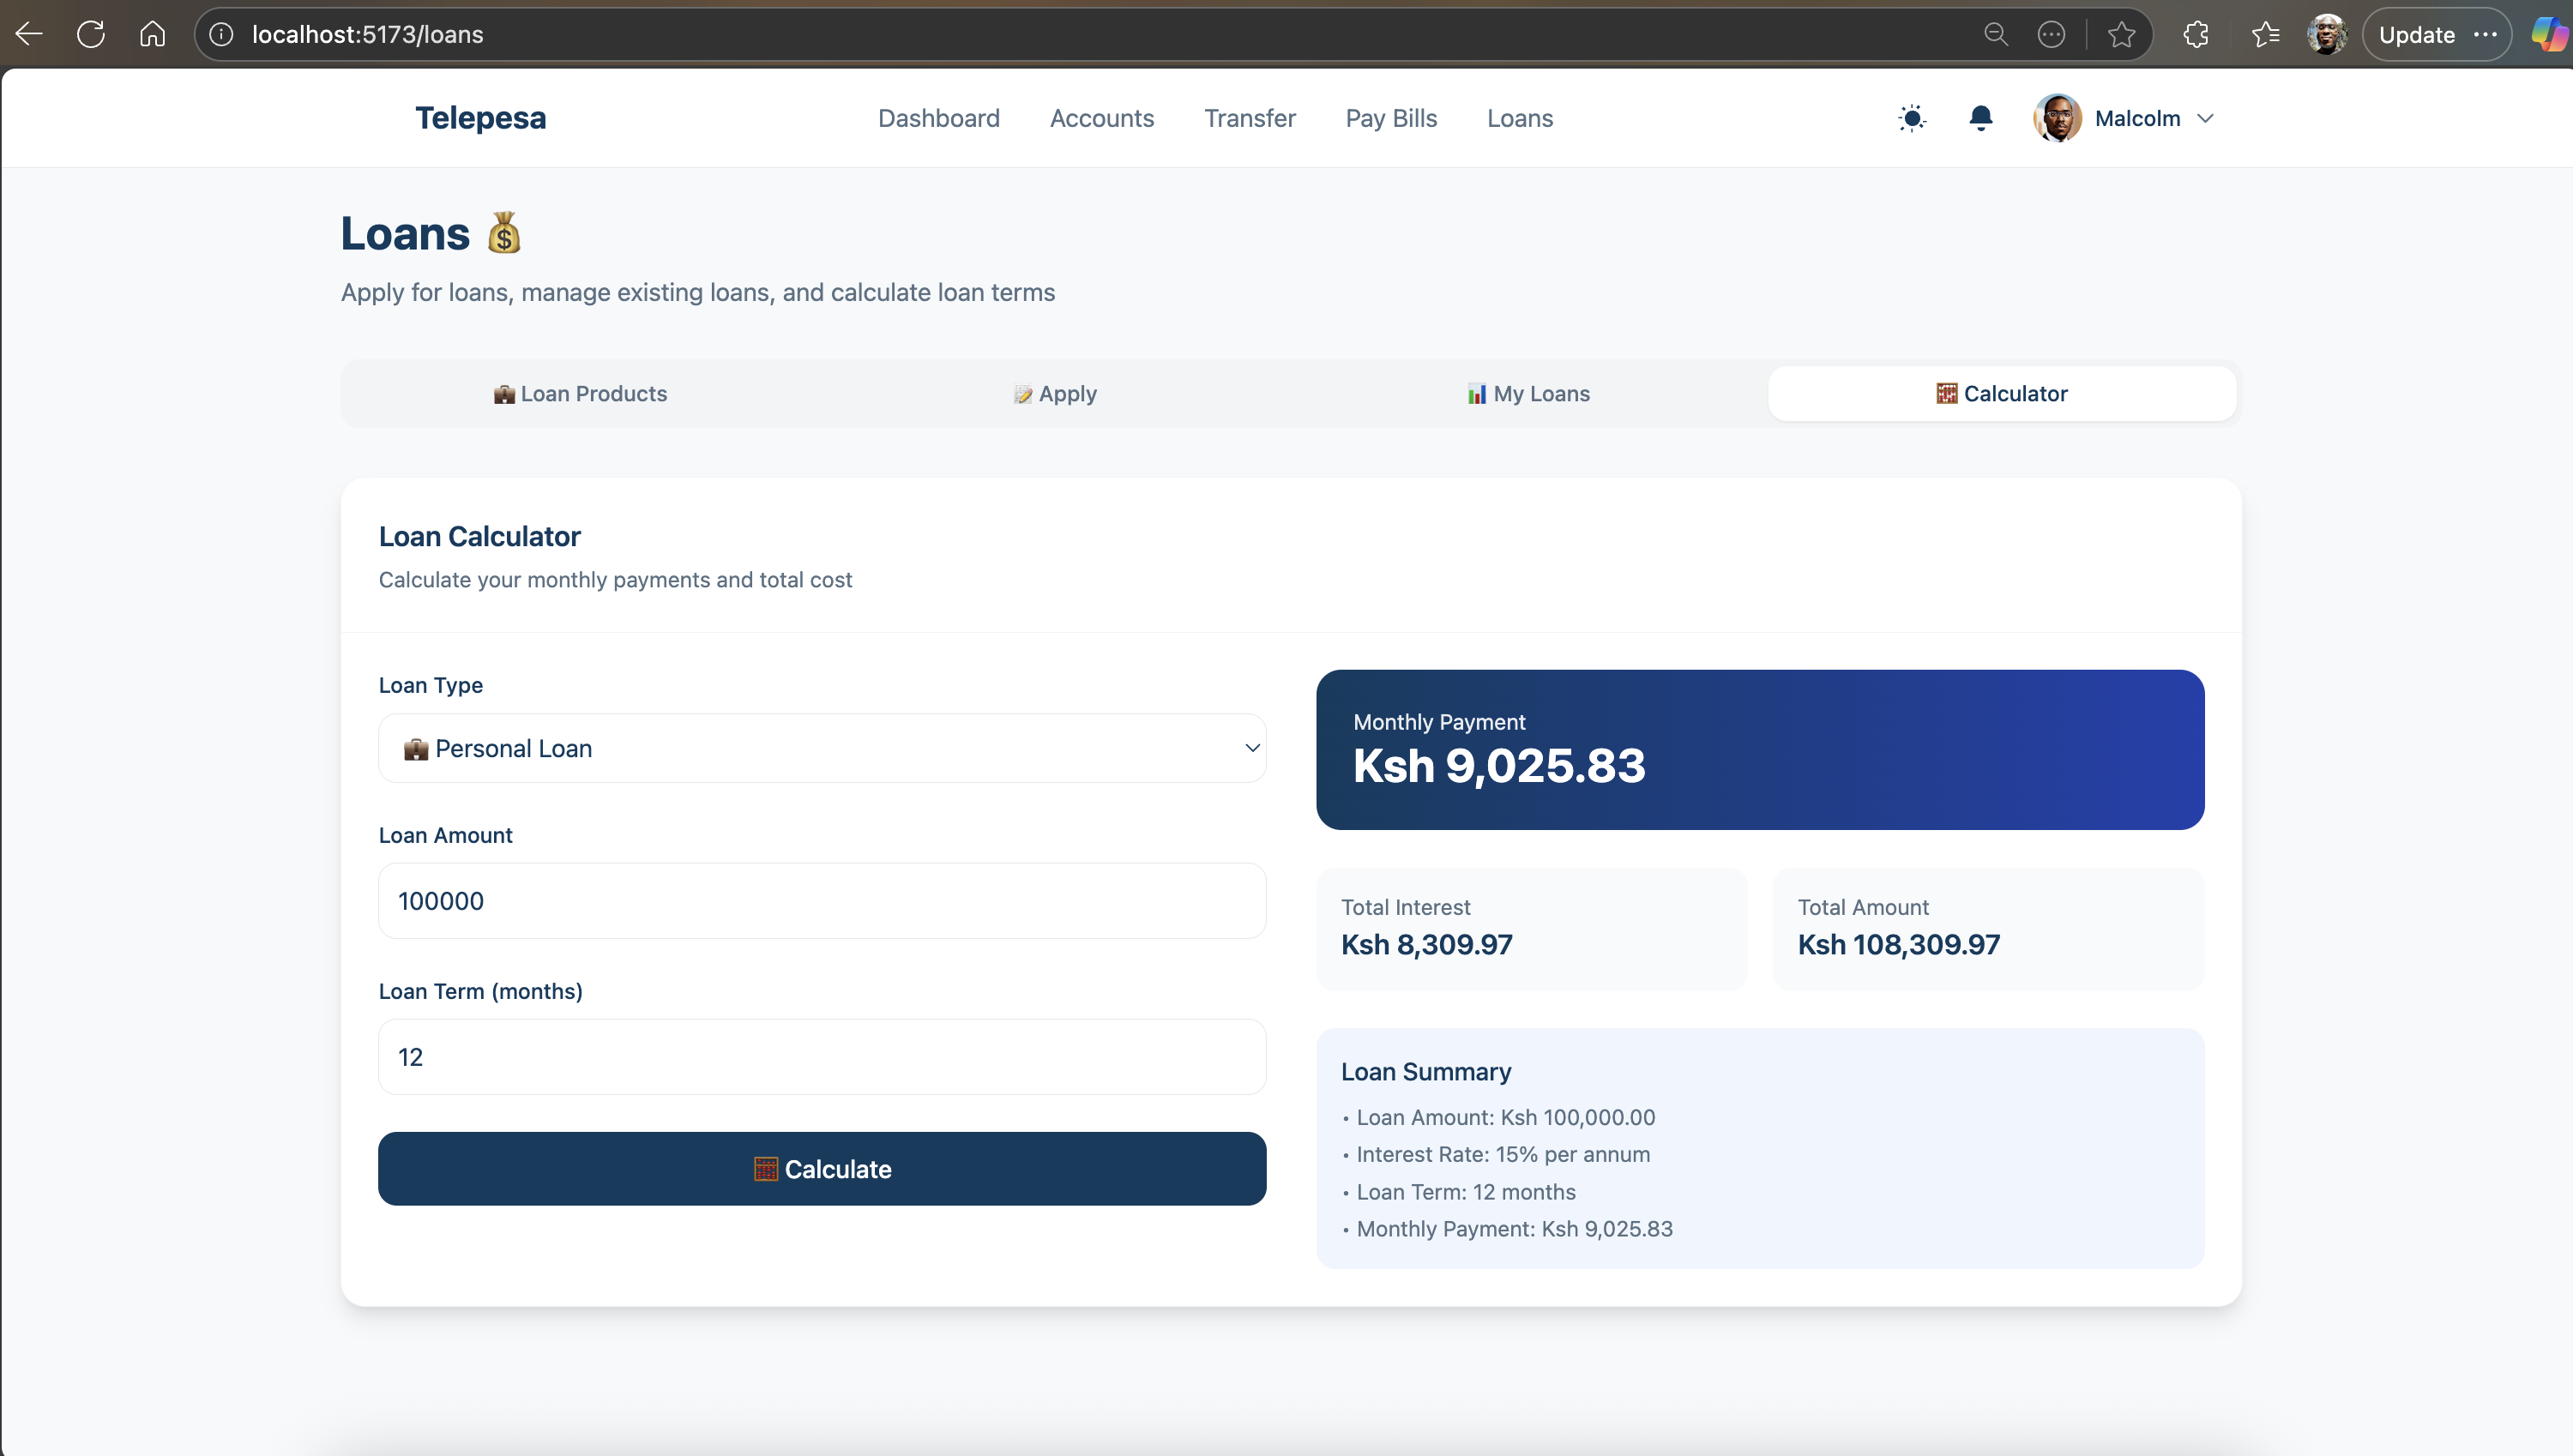 localhost:5173/loans
Update
Telepesa
Dashboard
Accounts
Transfer
Pay Bills
Loans
Malcolm
Loans 💰
Apply for loans, manage existing loans, and calculate loan terms
💼 Loan Products
📝 Apply
📊 My Loans
🧮 Calculator
Loan Calculator
Calculate your monthly payments and total cost
Loan Type
💼 Personal Loan
Loan Amount
100000
Loan Term (months)
12
🧮 Calculate
Monthly Payment
Ksh 9,025.83
Total Interest
Ksh 8,309.97
Total Amount
Ksh 108,309.97
Loan Summary
• Loan Amount: Ksh 100,000.00
• Interest Rate: 15% per annum
• Loan Term: 12 months
• Monthly Payment: Ksh 9,025.83